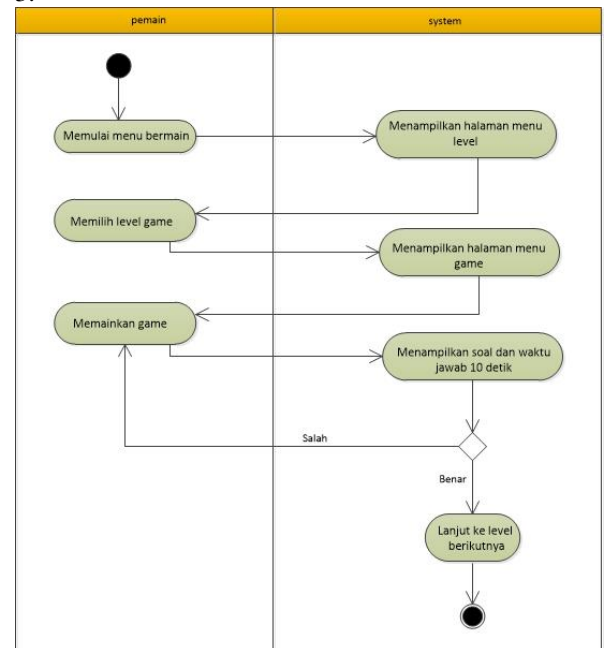 pemain
system
Memulai menu bermain
Menampilkan halaman menu
level
Memilih level game
Menampilkan halaman menu
game
Memainkan game
Menampilkan soal dan waktu
jawab 10 detik
Salah
Benar
Lanjut ke level
berikutnya